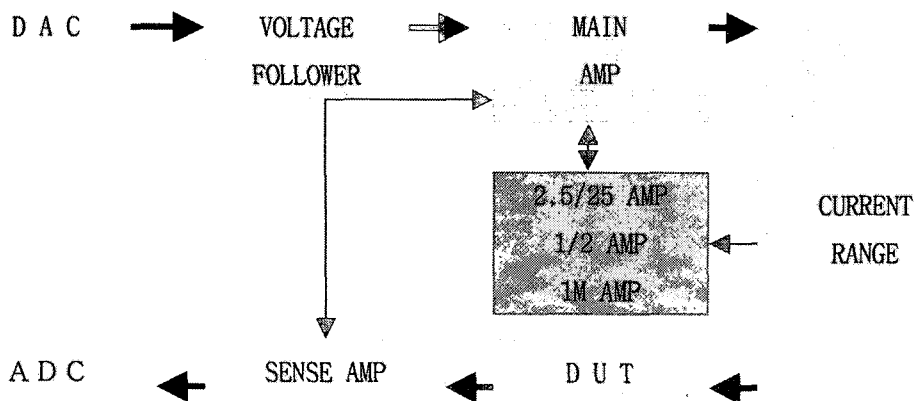 D A C
VOLTAGE
FOLLOWER
MAIN
AMP
2.5/25 AMP
1/2 AMP
1M AMP
CURRENT
RANGE
A D C
SENSE AMP
D U T